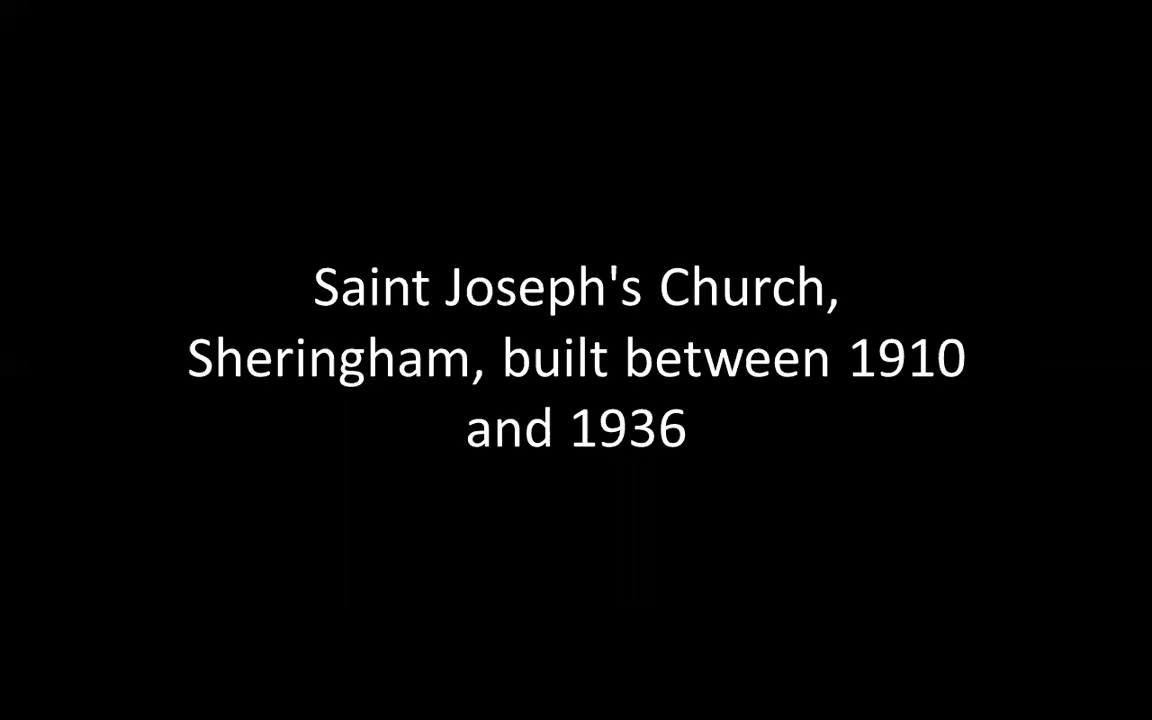 Saint Joseph's Church,
Sheringham, built between 1910
and 1936